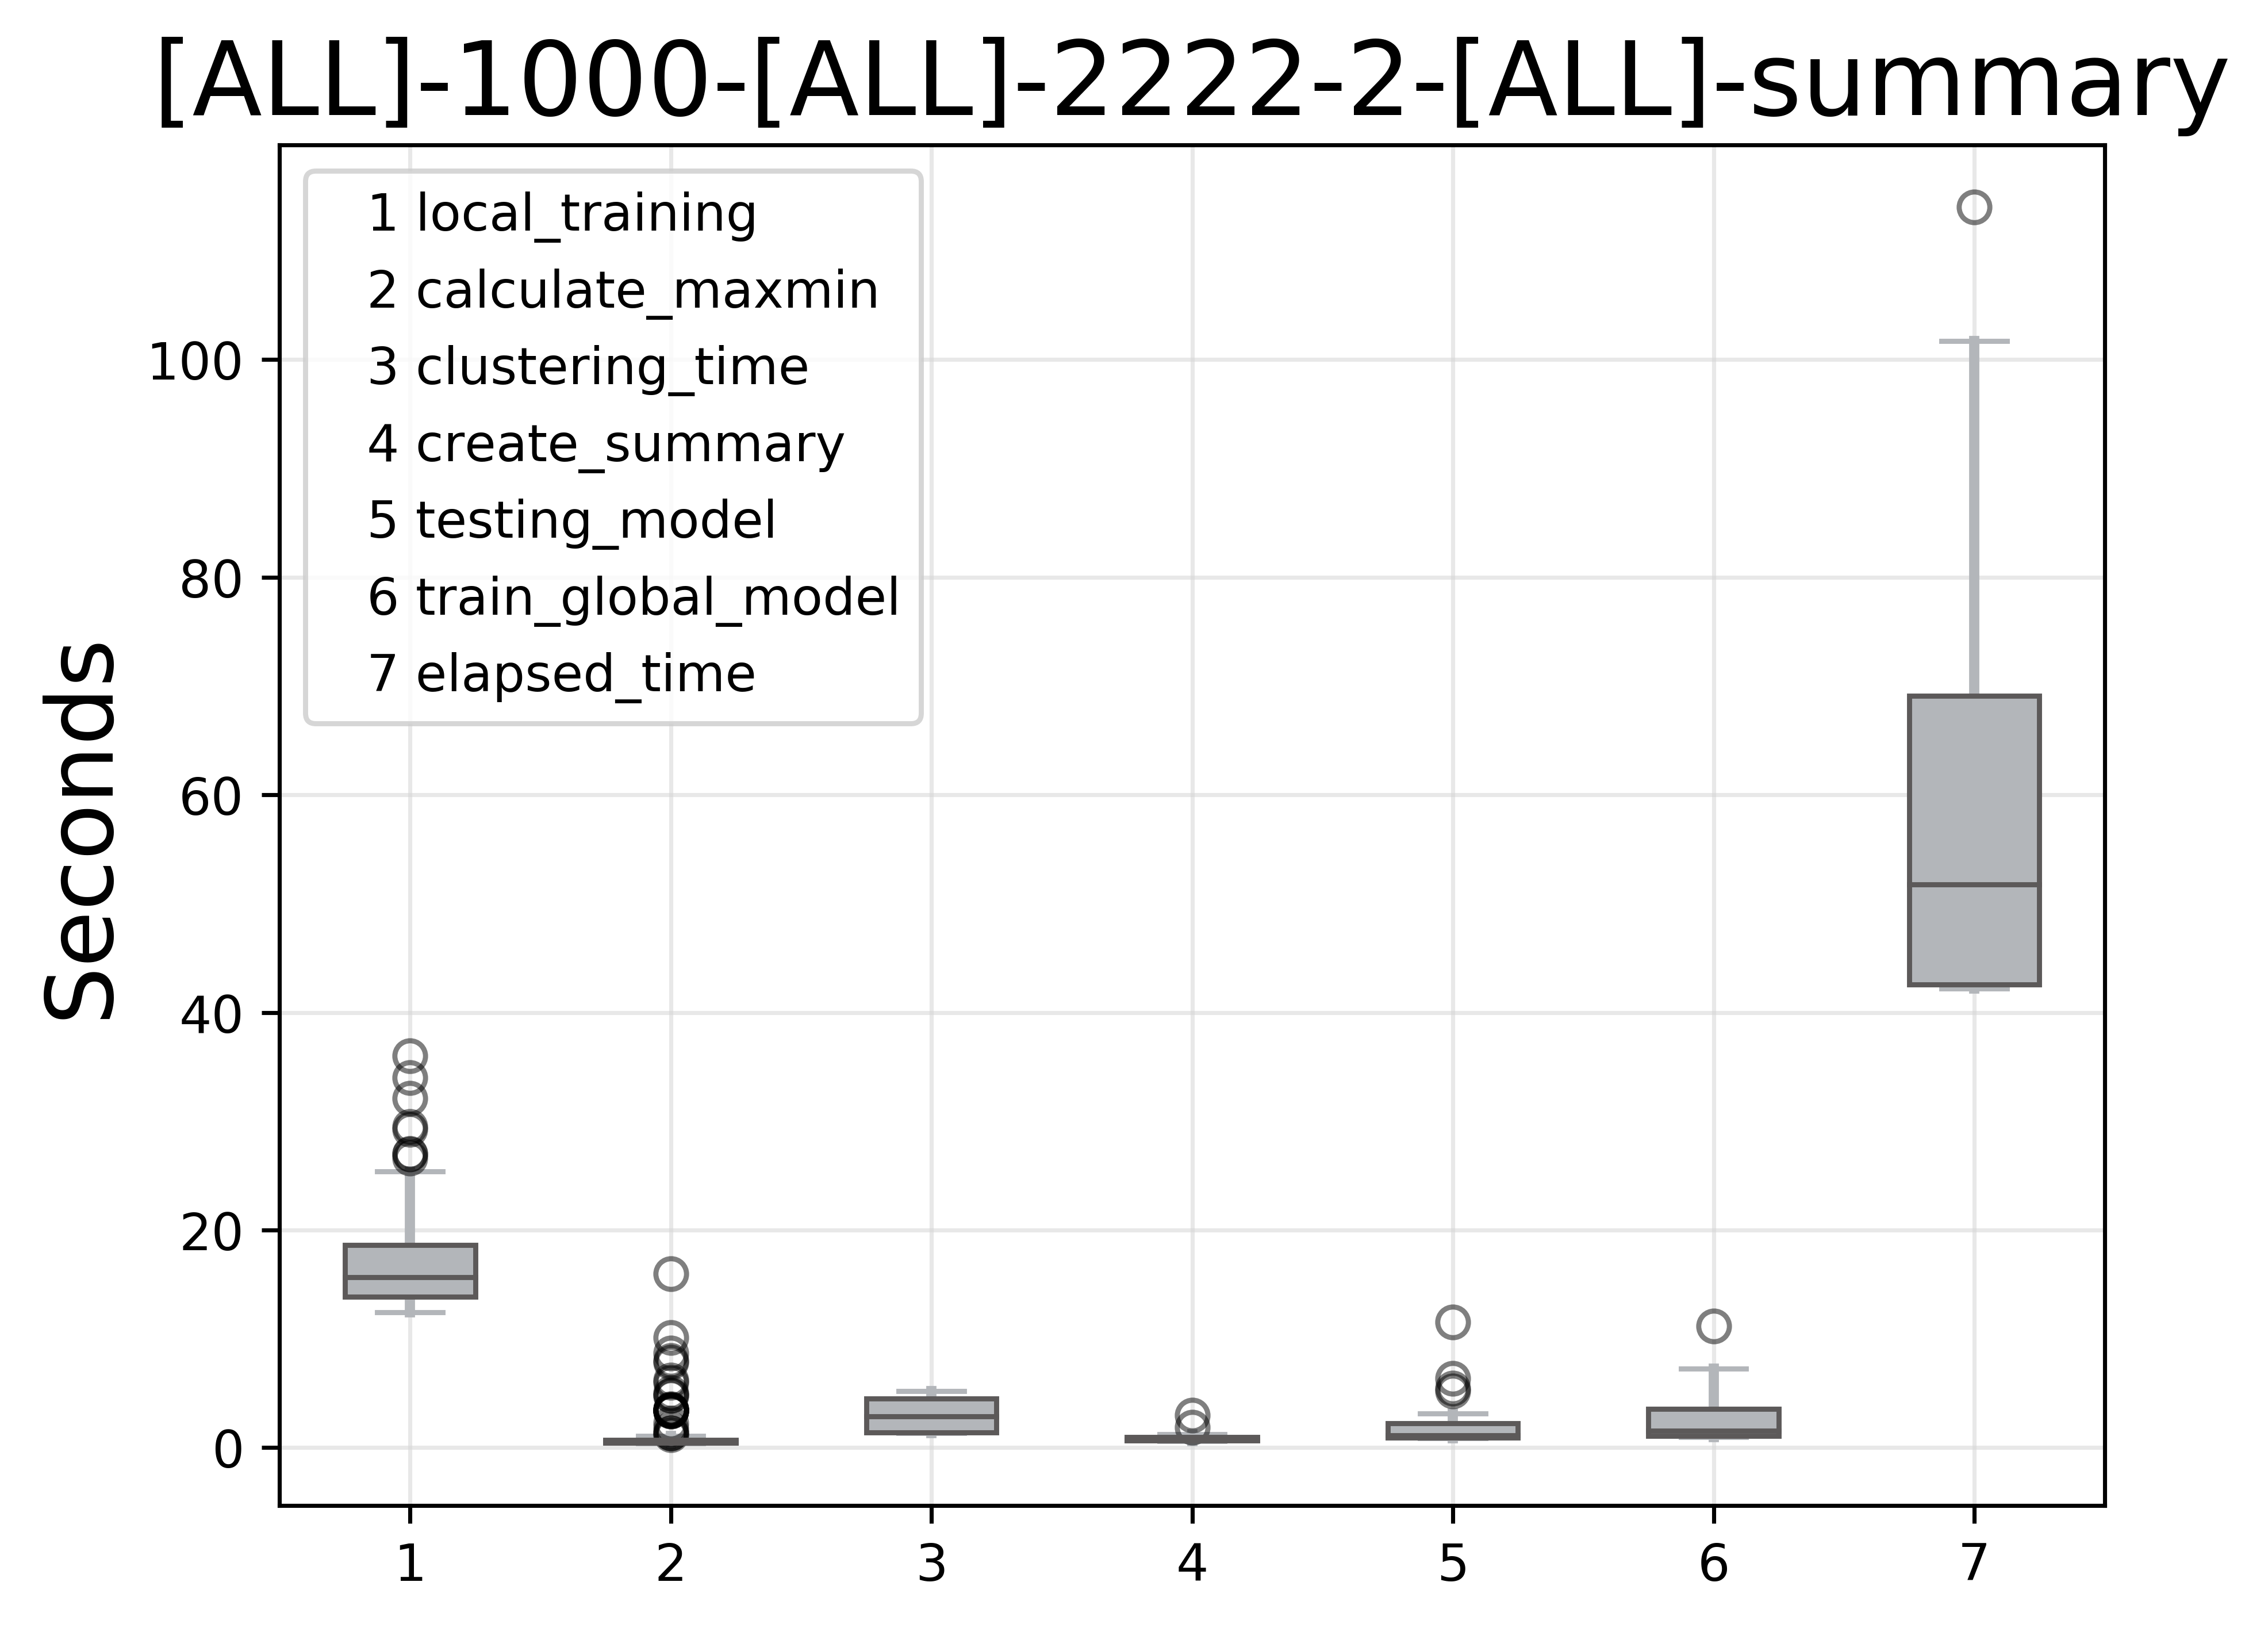 [ALL]-1000-[ALL]-2222-2-[ALL]-summary
1 local_training
2 calculate_maxmin
3 clustering_time
4 create_summary
5 testing_model
6 train_global_model
7 elapsed_time
Seconds
100
80
60
40
20
0
1 2 3 4 5 6 7